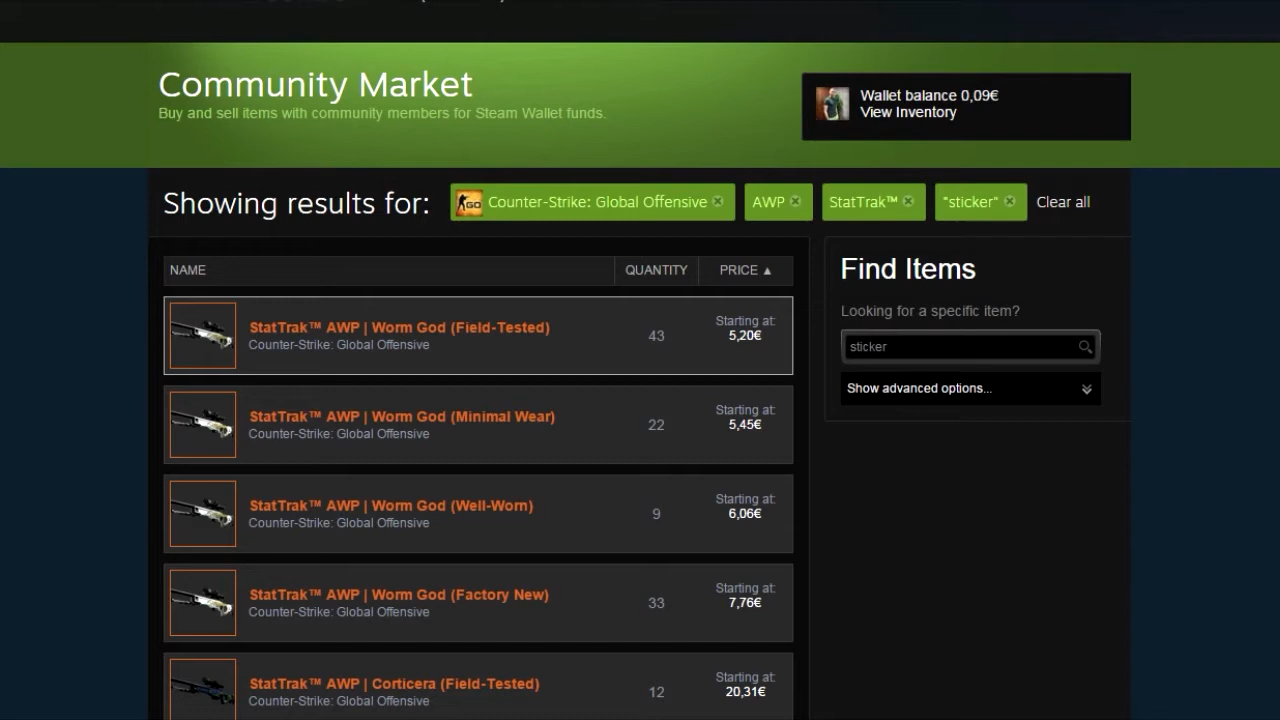 Community Market
Buy and sell items with community members for Steam Wallet funds.
Wallet balance 0,09€
View Inventory
Showing results for:
GO Counter-Strike: Global Offensive
AWP
StatTrak™
"sticker"
Clear all
NAME QUANTITY PRICE ▲
StatTrak™ AWP | Worm God (Field-Tested)
Counter-Strike: Global Offensive
43
Starting at:
5,20€
StatTrak™ AWP | Worm God (Minimal Wear)
Counter-Strike: Global Offensive
22
Starting at:
5,45€
StatTrak™ AWP | Worm God (Well-Worn)
Counter-Strike: Global Offensive
9
Starting at:
6,06€
StatTrak™ AWP | Worm God (Factory New)
Counter-Strike: Global Offensive
33
Starting at:
7,76€
StatTrak™ AWP | Corticera (Field-Tested)
Counter-Strike: Global Offensive
12
Starting at:
20,31€
Find Items
Looking for a specific item?
sticker
Show advanced options...